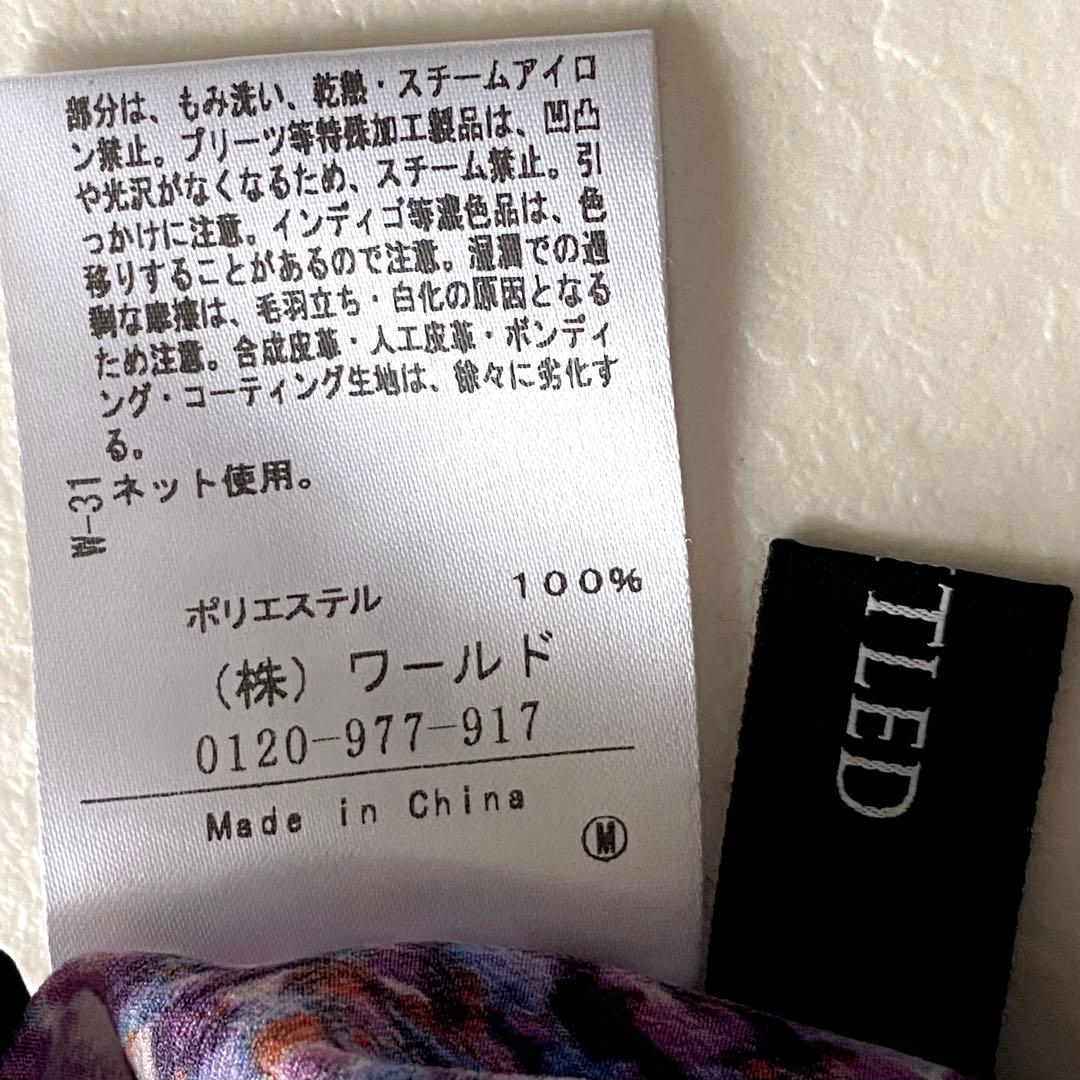 部分は、もみ洗い、乾熱・スチームアイロ
ン禁止。プリーツ等特殊加工製品は、凹凸
や光沢がなくなるため、スチーム禁止。引
っかけに注意。インディゴ等濃色品は、色
移りすることがあるので注意。湿潤での過
剰な摩擦は、毛羽立ち・白化の原因となる
ため注意。合成皮革・人工皮革・ボンディ
ング・コーティング生地は、徐々に劣化す
る。
ネット使用。
W-31
ポリエステル 100%
(株) ワールド
0120-977-917
Made in China
M
TLED